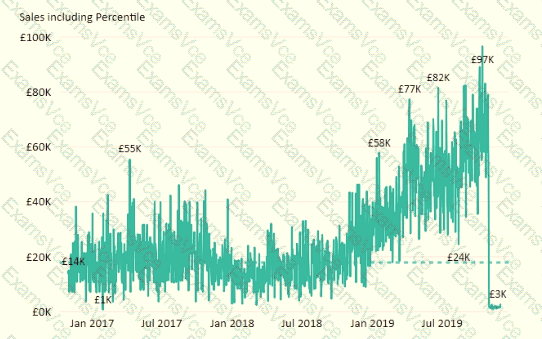 Sales including Percentile
£100K
£97K
£80K
£82K
£77K
£60K
£58K
£55K
£40K
£20K
£24K
£14K
£1K
£3K
£0K
Jan 2017 Jul 2017 Jan 2018 Jul 2018 Jan 2019 Jul 2019
ExamsVce